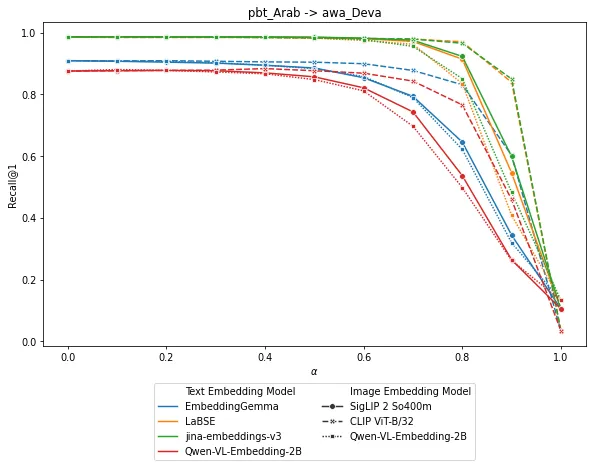 pbt_Arab -> awa_Deva
Recall@1
1.0
0.8
0.6
0.4
0.2
0.0
0.0 0.2 0.4 0.6 0.8 1.0
α
Text Embedding Model
EmbeddingGemma
LaBSE
jina-embeddings-v3
Qwen-VL-Embedding-2B
Image Embedding Model
SigLIP 2 So400m
CLIP ViT-B/32
Qwen-VL-Embedding-2B